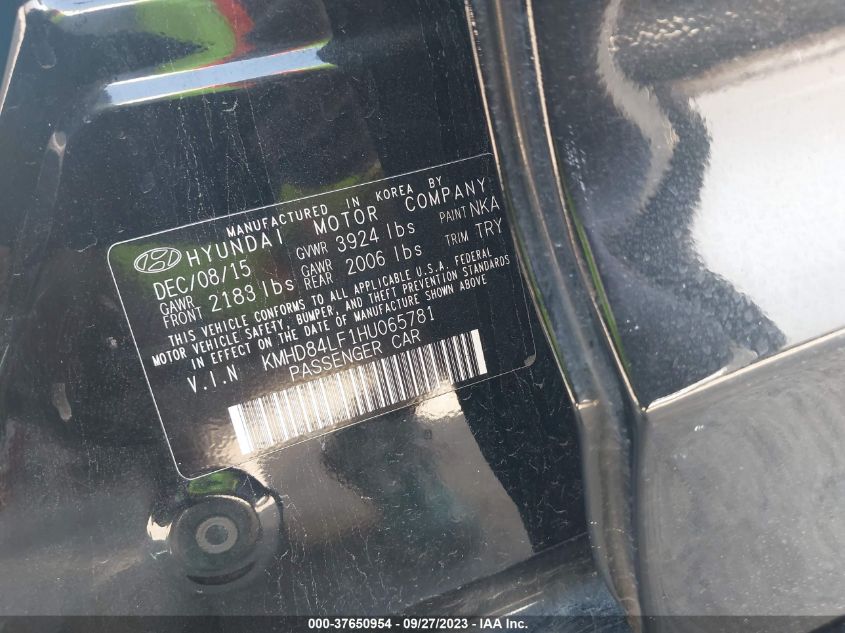 MANUFACTURED IN KOREA BY
HYUNDAI MOTOR COMPANY
DEC/08/15 GVWR 3924 lbs PAINT NKA
GAWR FRONT 2183 lbs GAWR REAR 2006 lbs TRIM TRY
THIS VEHICLE CONFORMS TO ALL APPLICABLE U.S.A. FEDERAL
MOTOR VEHICLE SAFETY, BUMPER, AND THEFT PREVENTION STANDARDS
IN EFFECT ON THE DATE OF MANUFACTURE SHOWN ABOVE.
V.I.N KMHD84LF1HU065781
PASSENGER CAR
000-37650954 - 09/27/2023 - IAA Inc.